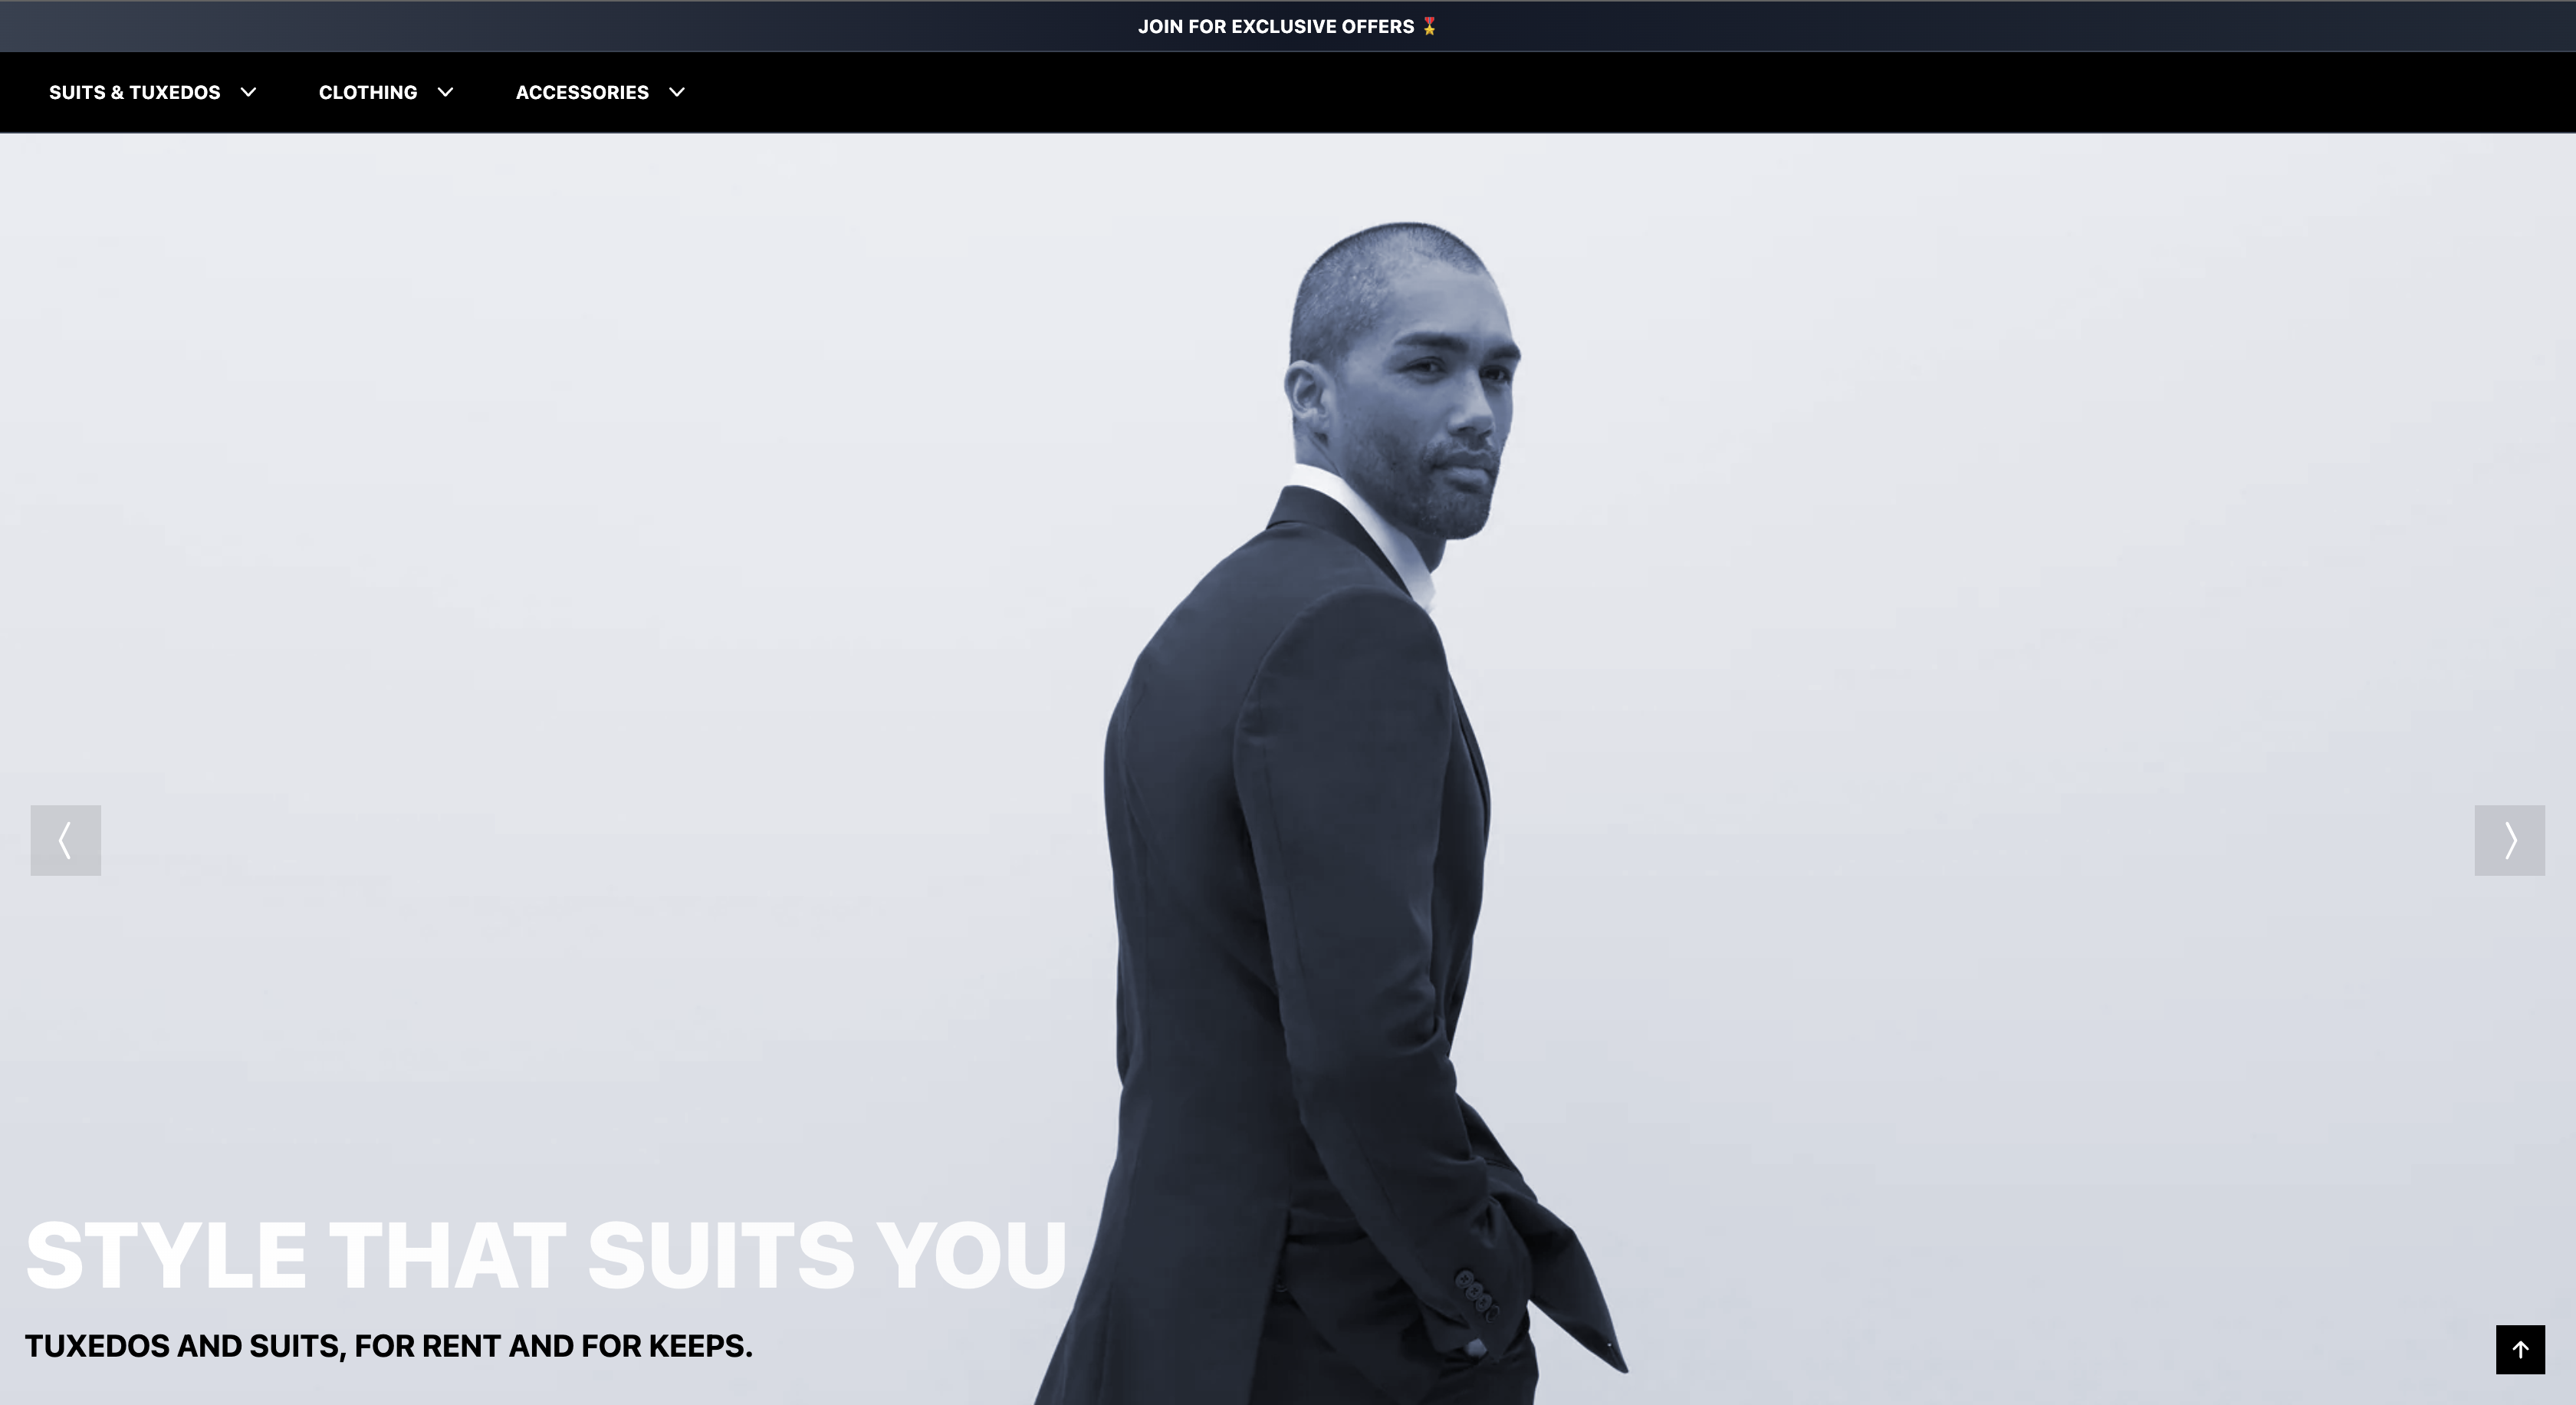 JOIN FOR EXCLUSIVE OFFERS 🎖️
SUITS & TUXEDOS CLOTHING ACCESSORIES
STYLE THAT SUITS YOU
TUXEDOS AND SUITS, FOR RENT AND FOR KEEPS.